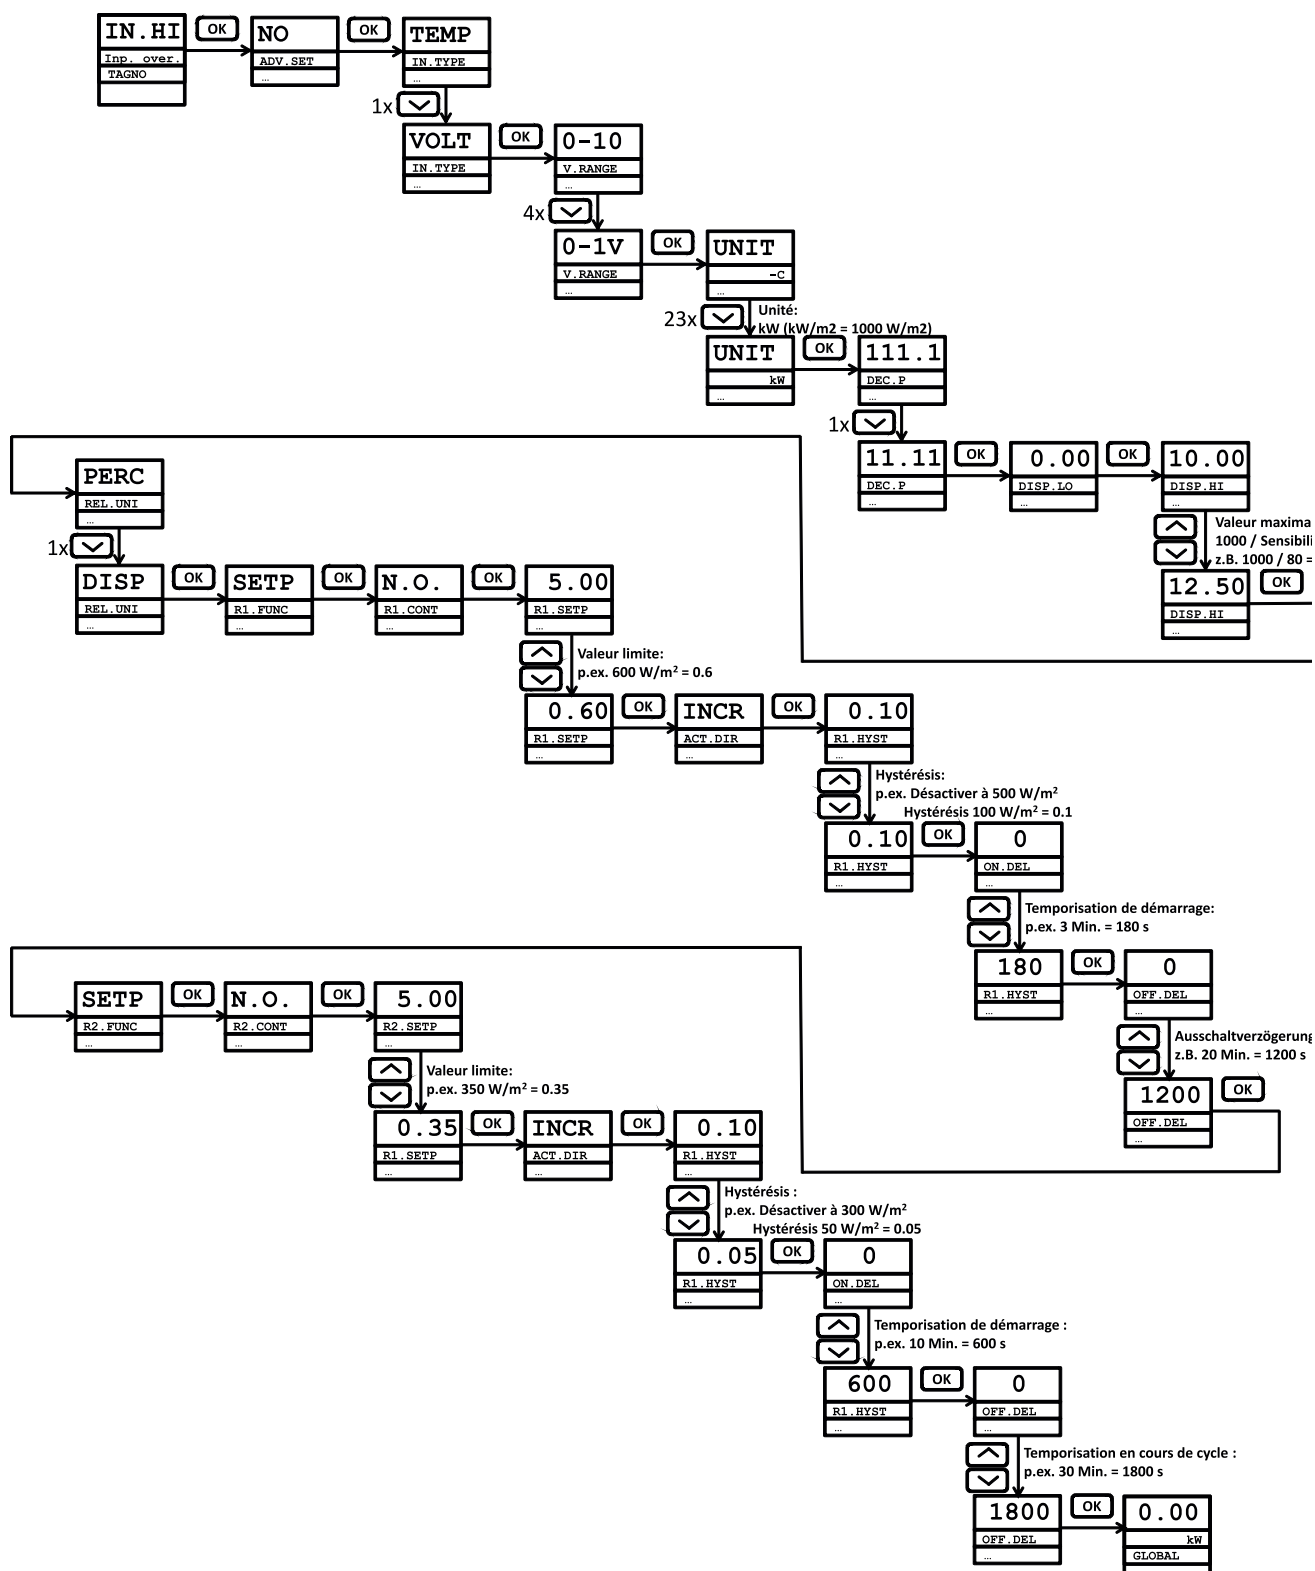 IN.HI
Inp. over.
TAGNO
OK
NO
ADV.SET
...
OK
TEMP
IN.TYPE
...
1x
VOLT
IN.TYPE
...
OK
0-10
V.RANGE
...
4x
0-1V
V.RANGE
...
OK
UNIT
-C
...
23x
Unité:
kW (kW/m2 = 1000 W/m2)
UNIT
kW
...
OK
111.1
DEC.P
...
1x
11.11
DEC.P
...
OK
0.00
DISP.LO
...
OK
10.00
DISP.HI
...
Valeur maxima
1000 / Sensibili
z.B. 1000 / 80 =
12.50
DISP.HI
...
OK
PERC
REL.UNI
...
1x
DISP
REL.UNI
...
OK
SETP
R1.FUNC
...
OK
N.O.
R1.CONT
...
OK
5.00
R1.SETP
...
Valeur limite:
p.ex. 600 W/m² = 0.6
0.60
R1.SETP
...
OK
INCR
ACT.DIR
...
OK
0.10
R1.HYST
...
Hystérésis:
p.ex. Désactiver à 500 W/m²
Hystérésis 100 W/m² = 0.1
0.10
R1.HYST
...
OK
0
ON.DEL
...
Temporisation de démarrage:
p.ex. 3 Min. = 180 s
180
R1.HYST
...
OK
0
OFF.DEL
...
Ausschaltverzögerung
z.B. 20 Min. = 1200 s
1200
OFF.DEL
...
OK
SETP
R2.FUNC
...
OK
N.O.
R2.CONT
...
OK
5.00
R2.SETP
...
Valeur limite:
p.ex. 350 W/m² = 0.35
0.35
R1.SETP
...
OK
INCR
ACT.DIR
...
OK
0.10
R1.HYST
...
Hystérésis :
p.ex. Désactiver à 300 W/m²
Hystérésis 50 W/m² = 0.05
0.05
R1.HYST
...
OK
0
ON.DEL
...
Temporisation de démarrage :
p.ex. 10 Min. = 600 s
600
R1.HYST
...
OK
0
OFF.DEL
...
Temporisation en cours de cycle :
p.ex. 30 Min. = 1800 s
1800
OFF.DEL
...
OK
0.00
kW
GLOBAL